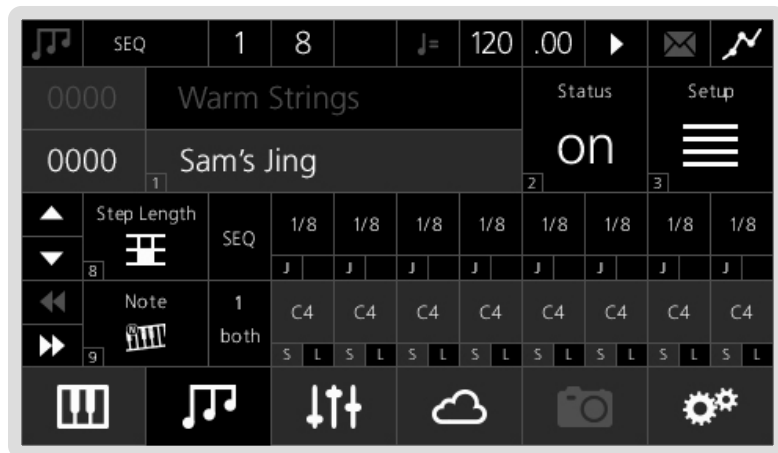 SEQ 1 8 ♩= 120 .00
0000 Warm Strings Status Setup
0000 1 Sam's Jing on 2 3
Step Length SEQ 1/8 1/8 1/8 1/8 1/8 1/8 1/8 1/8
8 J J J J J J J J
Note 1 C4 C4 C4 C4 C4 C4 C4 C4
N both
9 S L S L S L S L S L S L S L S L